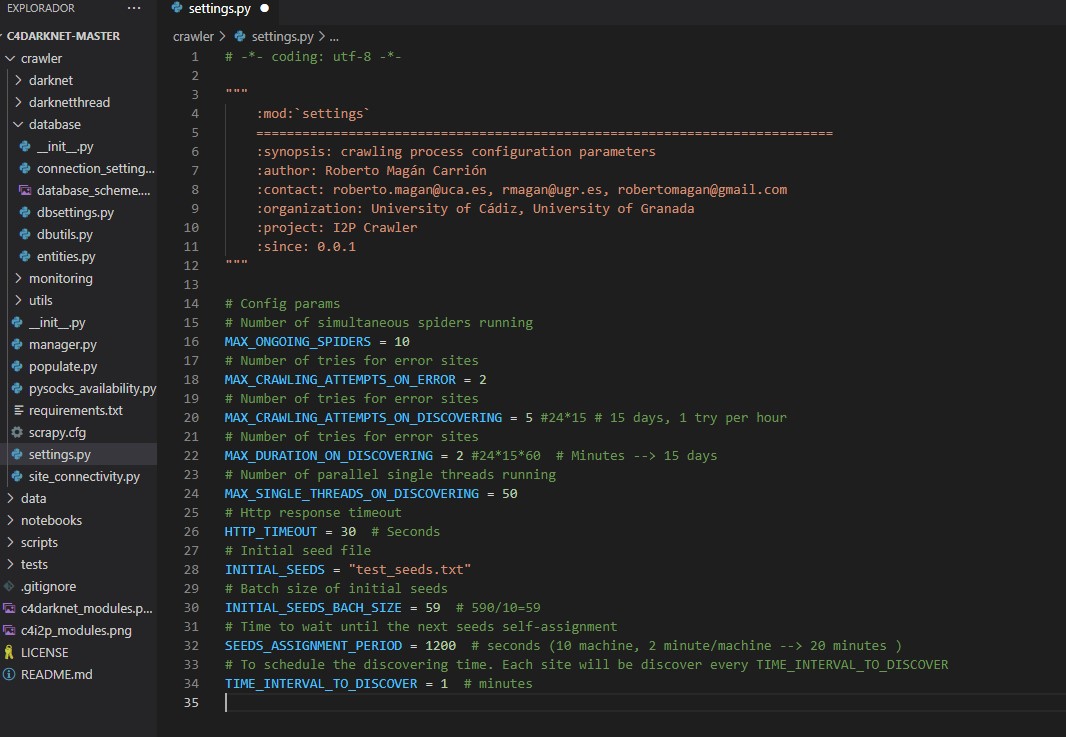 EXPLORADOR
...
C4DARKNET-MASTER
crawler
darknet
darknetthread
database
__init__.py
connection_setting...
database_scheme....
dbsettings.py
dbutils.py
entities.py
monitoring
utils
__init__.py
manager.py
populate.py
pysocks_availability.py
requirements.txt
scrapy.cfg
settings.py
site_connectivity.py
data
notebooks
scripts
tests
.gitignore
c4darknet_modules.p...
c4i2p_modules.png
LICENSE
README.md
settings.py
crawler > settings.py > ...
1 # -*- coding: utf-8 -*-
2
3 """
4 :mod:`settings`
5 ===========================================================================
6 :synopsis: crawling process configuration parameters
7 :author: Roberto Magán Carrión
8 :contact: roberto.magan@uca.es, rmagan@ugr.es, robertomagan@gmail.com
9 :organization: University of Cádiz, University of Granada
10 :project: I2P Crawler
11 :since: 0.0.1
12 """
13
14 # Config params
15 # Number of simultaneous spiders running
16 MAX_ONGOING_SPIDERS = 10
17 # Number of tries for error sites
18 MAX_CRAWLING_ATTEMPTS_ON_ERROR = 2
19 # Number of tries for error sites
20 MAX_CRAWLING_ATTEMPTS_ON_DISCOVERING = 5 #24*15 # 15 days, 1 try per hour
21 # Number of tries for error sites
22 MAX_DURATION_ON_DISCOVERING = 2 #24*15*60  # Minutes --> 15 days
23 # Number of parallel single threads running
24 MAX_SINGLE_THREADS_ON_DISCOVERING = 50
25 # Http response timeout
26 HTTP_TIMEOUT = 30  # Seconds
27 # Initial seed file
28 INITIAL_SEEDS = "test_seeds.txt"
29 # Batch size of initial seeds
30 INITIAL_SEEDS_BACH_SIZE = 59  # 590/10=59
31 # Time to wait until the next seeds self-assignment
32 SEEDS_ASSIGNMENT_PERIOD = 1200  # seconds (10 machine, 2 minute/machine --> 20 minutes )
33 # To schedule the discovering time. Each site will be discover every TIME_INTERVAL_TO_DISCOVER
34 TIME_INTERVAL_TO_DISCOVER = 1  # minutes
35